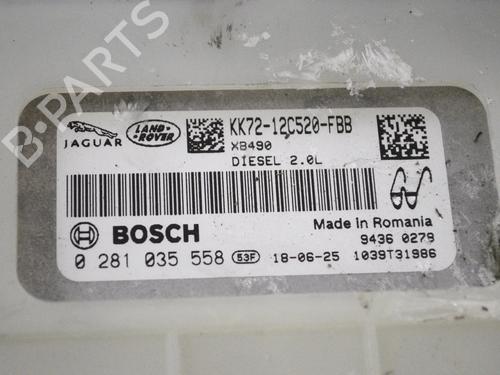 B-PARTS
JAGUAR
LAND ROVER
KK72-12C520-FBB
XB490
DIESEL 2.0L
BOSCH
Made in Romania
9436 0279
0 281 035 558 53F 18-06-25 1039T31986